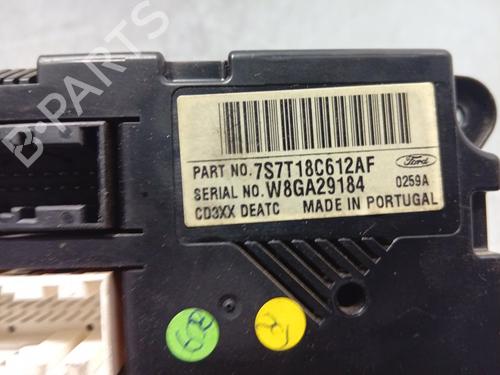 B-PARTS
PART NO. 7S7T18C612AF Ford
SERIAL NO. W8GA29184 0259A
CD3XX DEATC MADE IN PORTUGAL